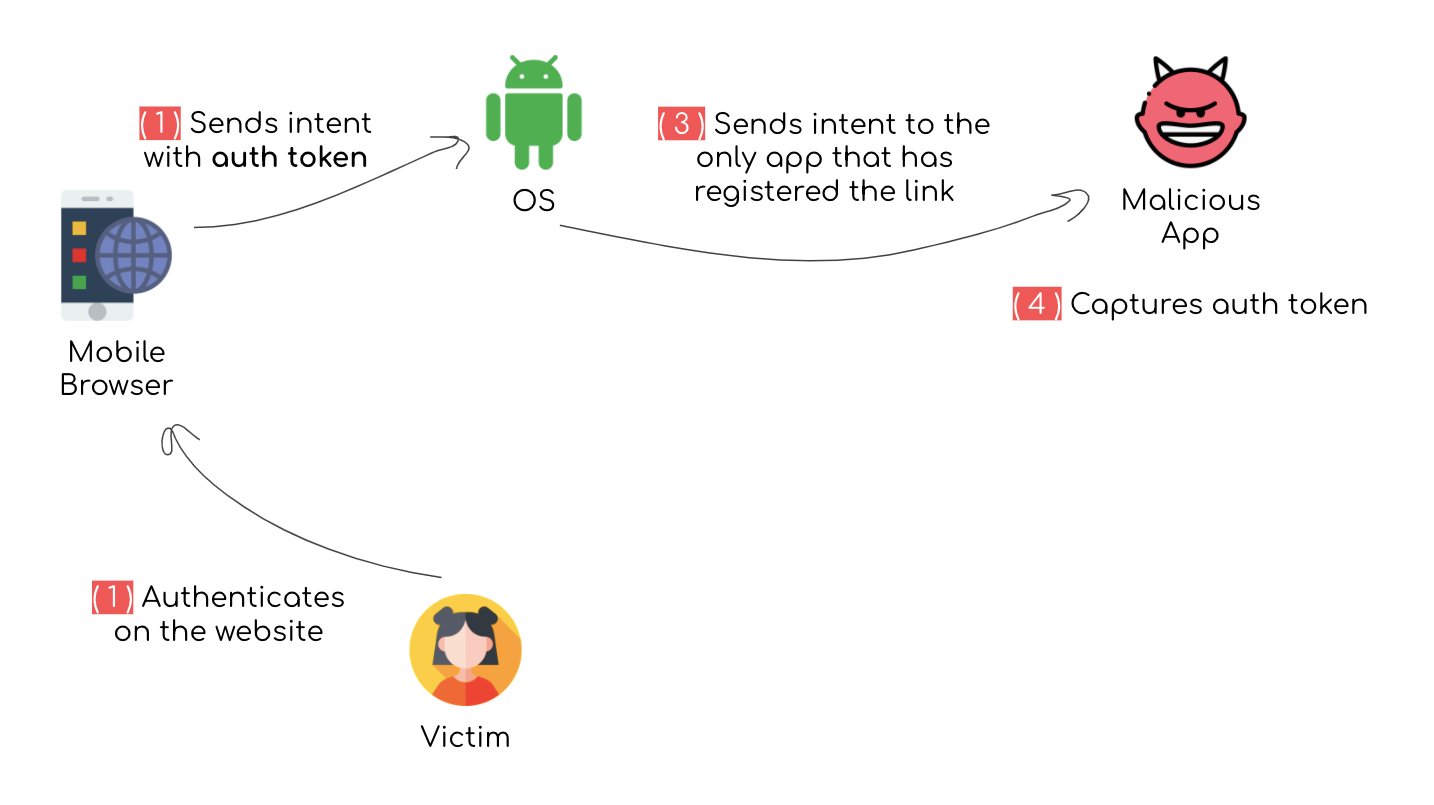 (1) Sends intent
with auth token
OS
(3) Sends intent to the
only app that has
registered the link
Malicious
App
(4) Captures auth token
Mobile
Browser
(1) Authenticates
on the website
Victim